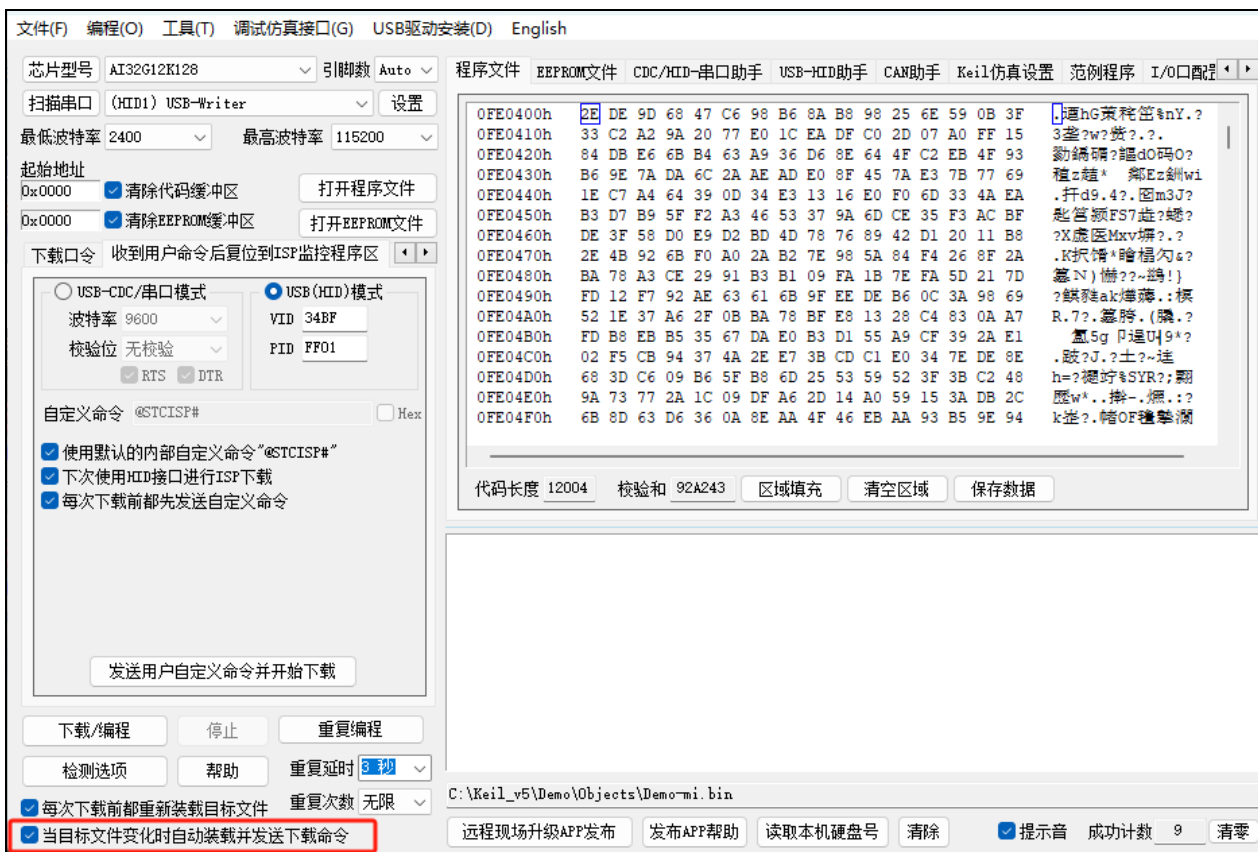 文件(F) 编程(O) 工具(T) 调试仿真接口(G) USB驱动安装(D) English
芯片型号 AI32G12K128 引脚数 Auto
扫描串口 (HID1) USB-Writer 设置
最低波特率 2400 最高波特率 115200
起始地址
0x0000 清除代码缓冲区 打开程序文件
0x0000 清除EEPROM缓冲区 打开EEPROM文件
下载口令 收到用户命令后复位到ISP监控程序区
USB-CDC/串口模式 USB(HID)模式
波特率 9600 VID 34BF
校验位 无校验 PID FF01
RTS DTR
自定义命令 @STCISP# Hex
使用默认的内部自定义命令"@STCISP#"
下次使用HID接口进行ISP下载
每次下载前都先发送自定义命令
发送用户自定义命令并开始下载
下载/编程 停止 重复编程
检测选项 帮助 重复延时 3 秒
每次下载前都重新装载目标文件 重复次数 无限
当目标文件变化时自动装载并发送下载命令
程序文件 EEPROM文件 CDC/HID-串口助手 USB-HID助手 CAN助手 Keil仿真设置 范例程序 I/O口配
0FE0400h 2E DE 9D 68 47 C6 98 B6 8A B8 98 25 6E 59 0B 3F
0FE0410h 33 C2 A2 9A 20 77 E0 1C EA DF C0 2D 07 A0 FF 15
0FE0420h 84 DB E6 6B B4 63 A9 36 D6 8E 64 4F C2 EB 4F 93
0FE0430h B6 9E 7A DA 6C 2A AE AD E0 8F 45 7A E3 7B 77 69
0FE0440h 1E C7 A4 64 39 0D 34 E3 13 16 E0 F0 6D 33 4A EA
0FE0450h B3 D7 B9 5F F2 A3 46 53 37 9A 6D CE 35 F3 AC BF
0FE0460h DE 3F 58 D0 E9 D2 BD 4D 78 76 89 42 D1 20 11 B8
0FE0470h 2E 4B 92 6B F0 A0 2A B2 7E 98 5A 84 F4 26 8F 2A
0FE0480h BA 78 A3 CE 29 91 B3 B1 09 FA 1B 7E FA 5D 21 7D
0FE0490h FD 12 F7 92 AE 63 61 6B 9F EE DE B6 0C 3A 98 69
0FE04A0h 52 1E 37 A6 2F 0B BA 78 BF E8 13 28 C4 83 0A A7
0FE04B0h FD B8 EB B5 35 67 DA E0 B3 D1 55 A9 CF 39 2A E1
0FE04C0h 02 F5 CB 94 37 4A 2E E7 3B CD C1 E0 34 7E DE 8E
0FE04D0h 68 3D C6 09 B6 5F B8 6D 25 53 59 52 3F 3B C2 48
0FE04E0h 9A 73 77 2A 1C 09 DF A6 2D 14 A0 59 15 3A DB 2C
0FE04F0h 6B 8D 63 D6 36 0A 8E AA 4F 46 EB AA 93 B5 9E 94
代码长度 12004 校验和 92A243 区域填充 清空区域 保存数据
C:\Keil_v5\Demo\Objects\Demo-mi.bin
远程现场升级APP发布 发布APP帮助 读取本机硬盘号 清除 提示音 成功计数 9 清零